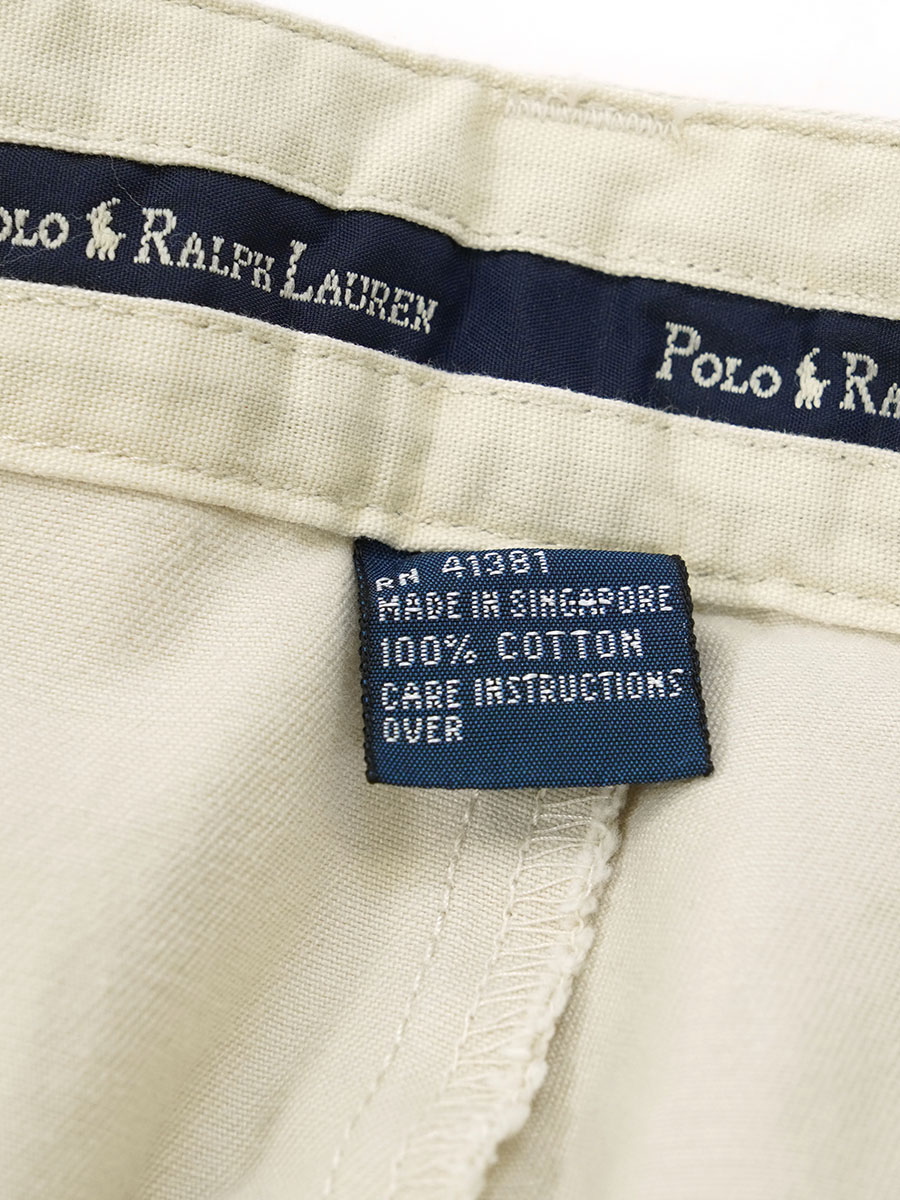 POLO RALPH LAUREN
POLO RA
RN 41381
MADE IN SINGAPORE
100% COTTON
CARE INSTRUCTIONS
OVER